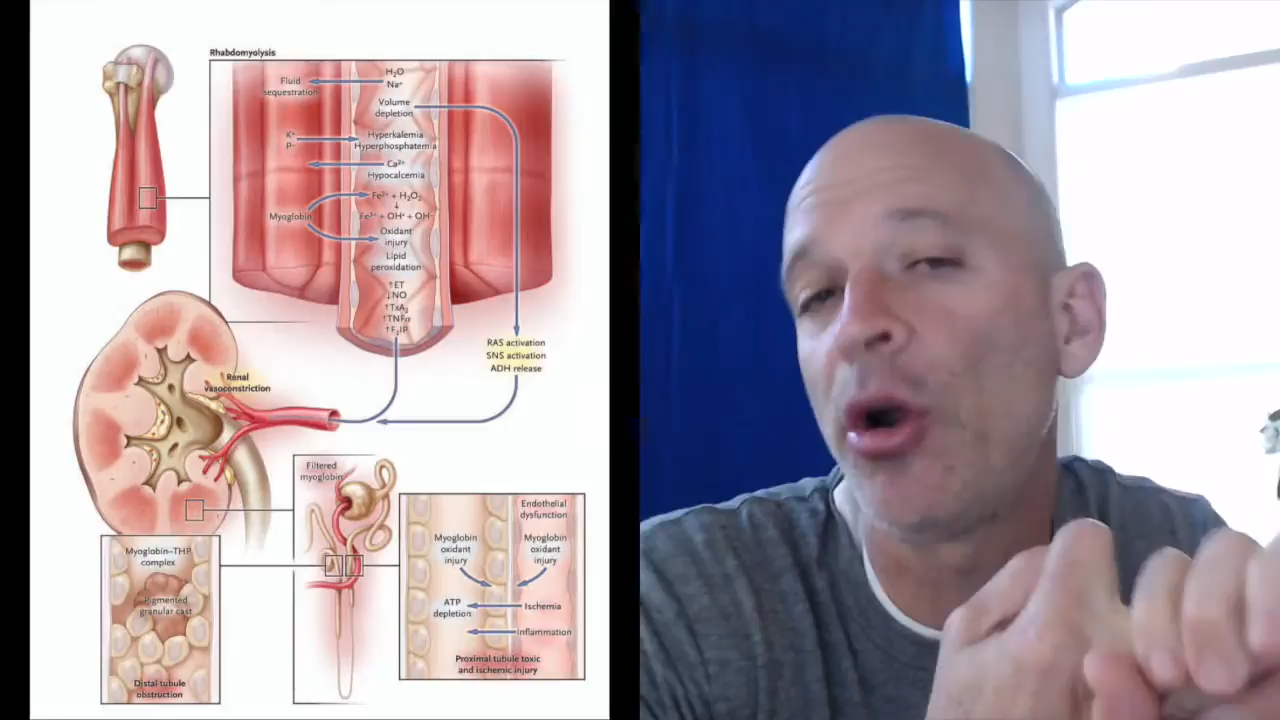 Rhabdomyolysis
H₂O
Na⁺
Fluid
sequestration
Volume
depletion
K⁺
P⁻
Hyperkalemia
Hyperphosphatemia
Ca²⁺
Hypocalcemia
Myoglobin
Fe²⁺ + H₂O₂
↓
Fe³⁺ + OH• + OH⁻
Oxidant
injury
Lipid
peroxidation
↑ET
↓NO
↑TxA₂
↑TNFα
↑F₂IP
RAS activation
SNS activation
ADH release
Renal
vasoconstriction
Filtered
myoglobin
Myoglobin–THP
complex
Pigmented
granular cast
Distal tubule
obstruction
Endothelial
dysfunction
Myoglobin
oxidant
injury
Myoglobin
oxidant
injury
ATP
depletion
Ischemia
Inflammation
Proximal tubule toxic
and ischemic injury